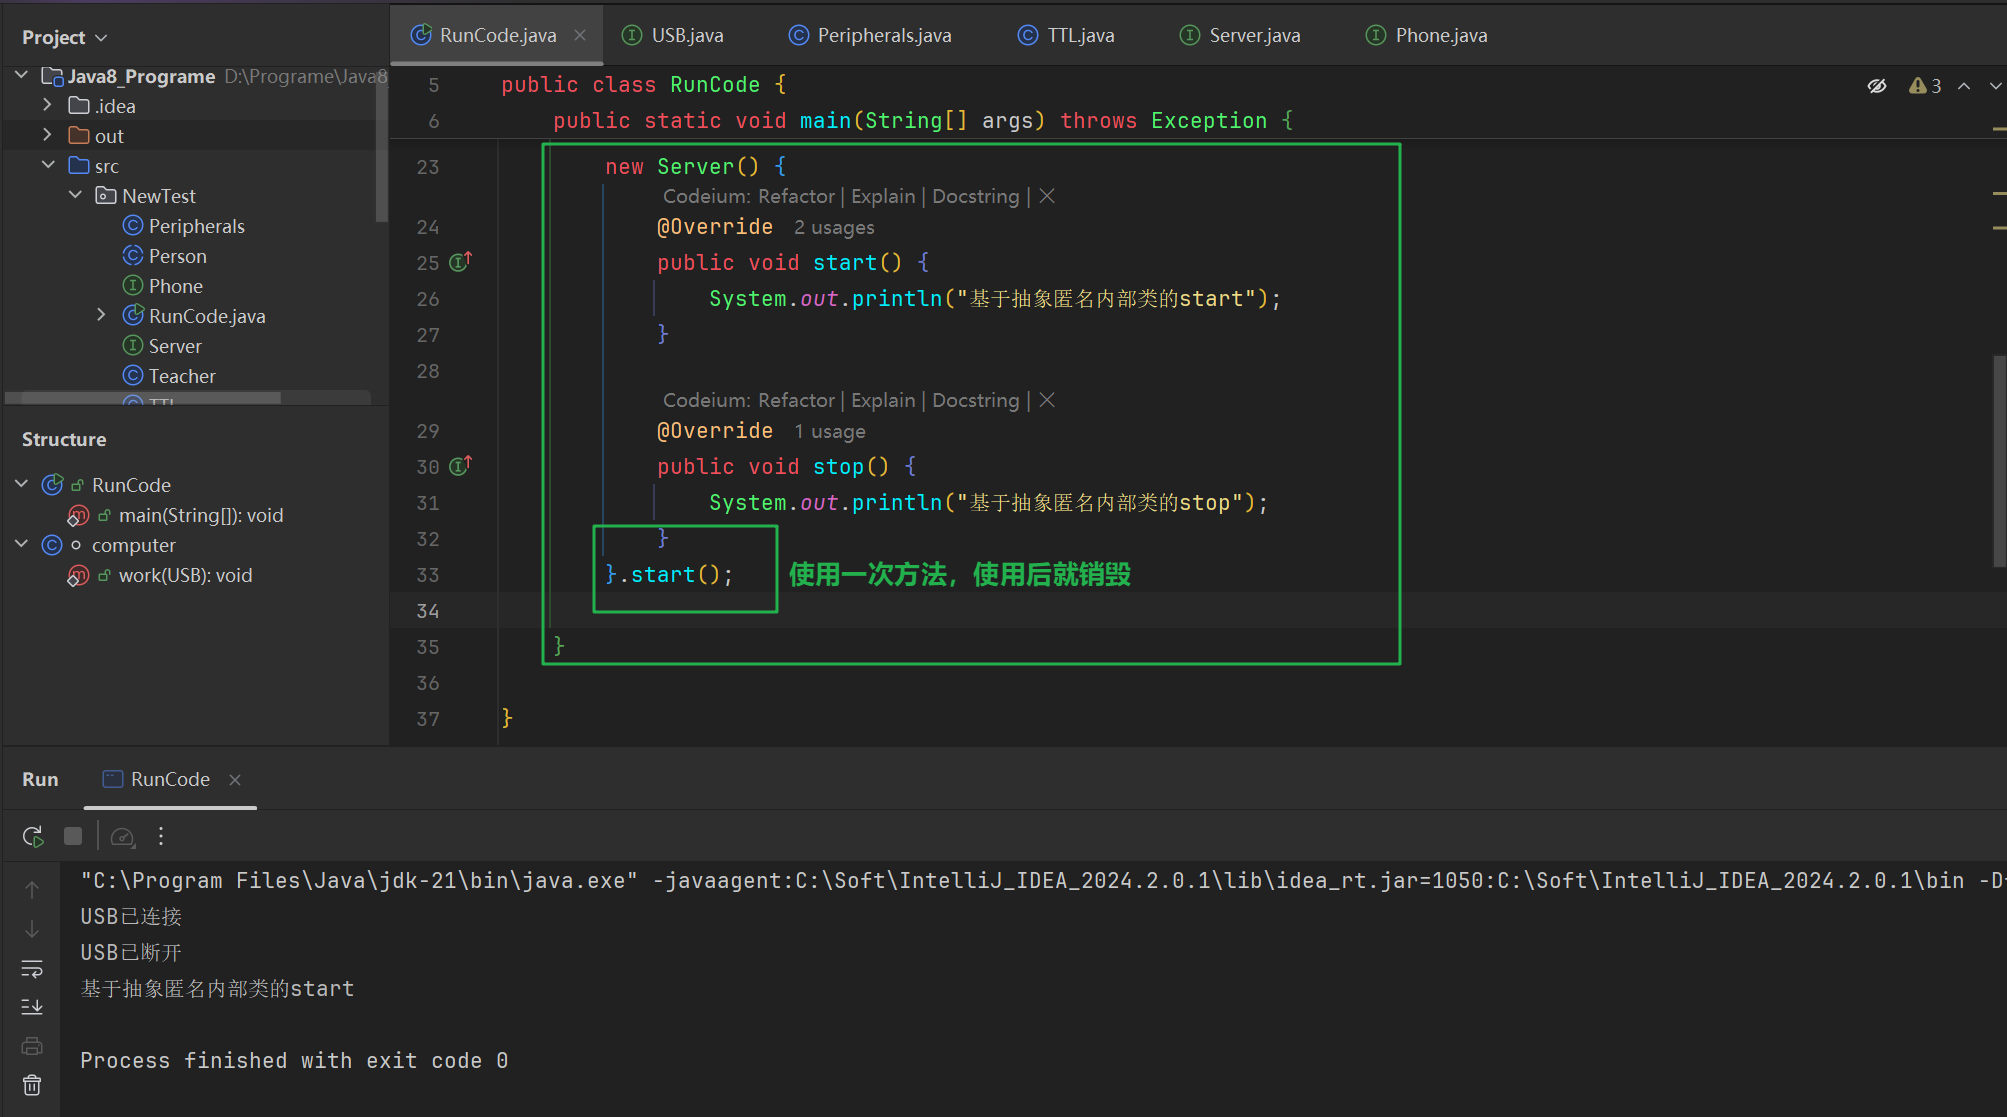 Project
RunCode.java
USB.java
Peripherals.java
TTL.java
Server.java
Phone.java
Java8_Programe D:\Programe\Java8
.idea
out
src
NewTest
Peripherals
Person
Phone
RunCode.java
Server
Teacher
TTL
Structure
RunCode
main(String[]): void
computer
work(USB): void
3
5 public class RunCode {
6 public static void main(String[] args) throws Exception {
23 new Server() {
Codeium: Refactor | Explain | Docstring | ×
24 @Override 2 usages
25 public void start() {
26 System.out.println("基于抽象匿名内部类的start");
27 }
28
Codeium: Refactor | Explain | Docstring | ×
29 @Override 1 usage
30 public void stop() {
31 System.out.println("基于抽象匿名内部类的stop");
32 }
33 }.start(); 使用一次方法，使用后就销毁
34
35 }
36
37 }
Run RunCode
"C:\Program Files\Java\jdk-21\bin\java.exe" -javaagent:C:\Soft\IntelliJ_IDEA_2024.2.0.1\lib\idea_rt.jar=1050:C:\Soft\IntelliJ_IDEA_2024.2.0.1\bin
USB已连接
USB已断开
基于抽象匿名内部类的start
Process finished with exit code 0